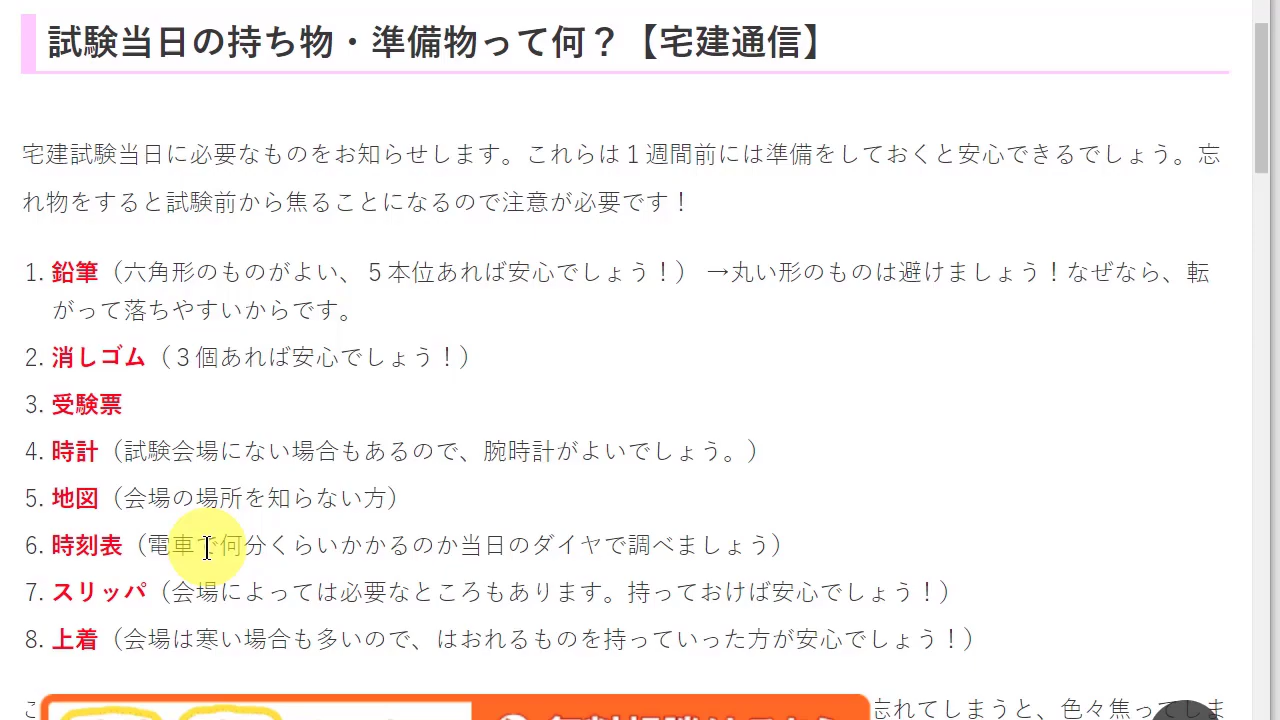 試験当日の持ち物・準備物って何？【宅建通信】
宅建試験当日に必要なものをお知らせします。これらは１週間前には準備をしておくと安心できるでしょう。忘
れ物をすると試験前から焦ることになるので注意が必要です！
1. 鉛筆（六角形のものがよい、５本位あれば安心でしょう！） →丸い形のものは避けましょう！なぜなら、転
がって落ちやすいからです。
2. 消しゴム（３個あれば安心でしょう！）
3. 受験票
4. 時計（試験会場にない場合もあるので、腕時計がよいでしょう。）
5. 地図（会場の場所を知らない方）
6. 時刻表（電車で何分くらいかかるのか当日のダイヤで調べましょう）
7. スリッパ（会場によっては必要なところもあります。持っておけば安心でしょう！）
8. 上着（会場は寒い場合も多いので、はおれるものを持っていった方が安心でしょう！）
忘れてしまうと、色々焦ってしま